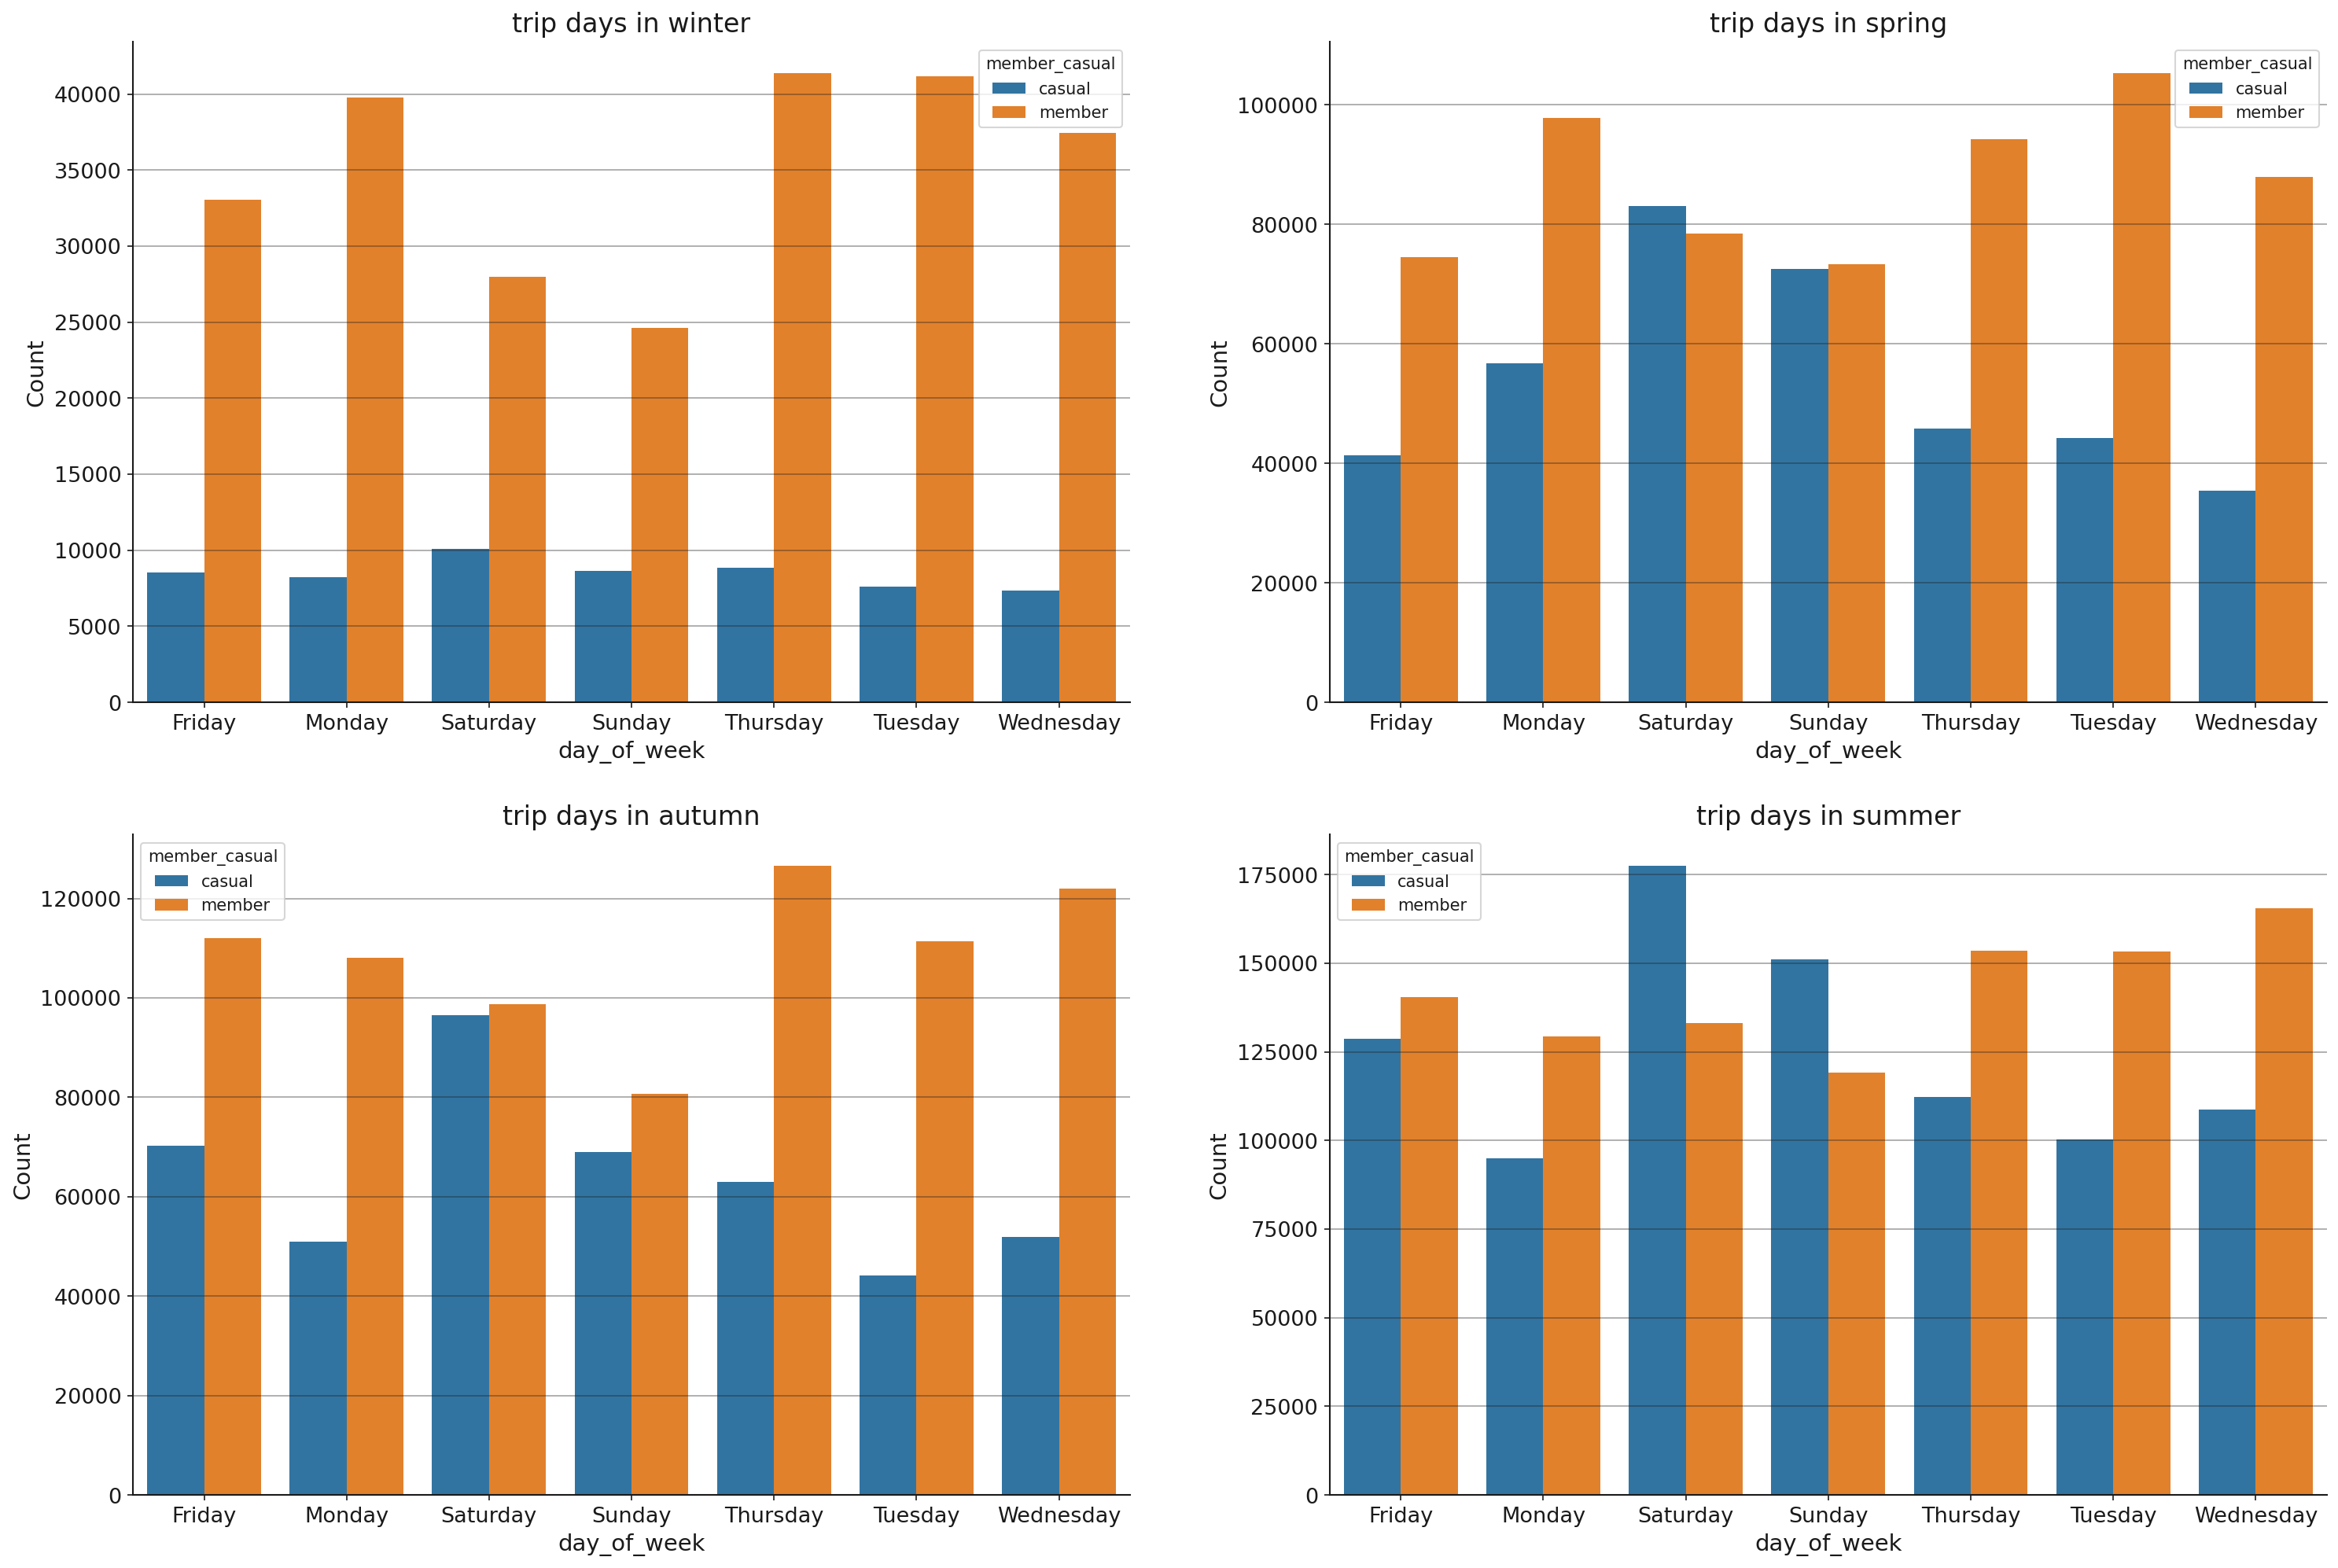 trip days in winter
member_casual
casual
member
40000
35000
30000
25000
20000
15000
10000
5000
0
Count
Friday Monday Saturday Sunday Thursday Tuesday Wednesday
day_of_week
trip days in spring
member_casual
casual
member
100000
80000
60000
40000
20000
0
Count
Friday Monday Saturday Sunday Thursday Tuesday Wednesday
day_of_week
trip days in autumn
member_casual
casual
member
120000
100000
80000
60000
40000
20000
0
Count
Friday Monday Saturday Sunday Thursday Tuesday Wednesday
day_of_week
trip days in summer
member_casual
casual
member
175000
150000
125000
100000
75000
50000
25000
0
Count
Friday Monday Saturday Sunday Thursday Tuesday Wednesday
day_of_week